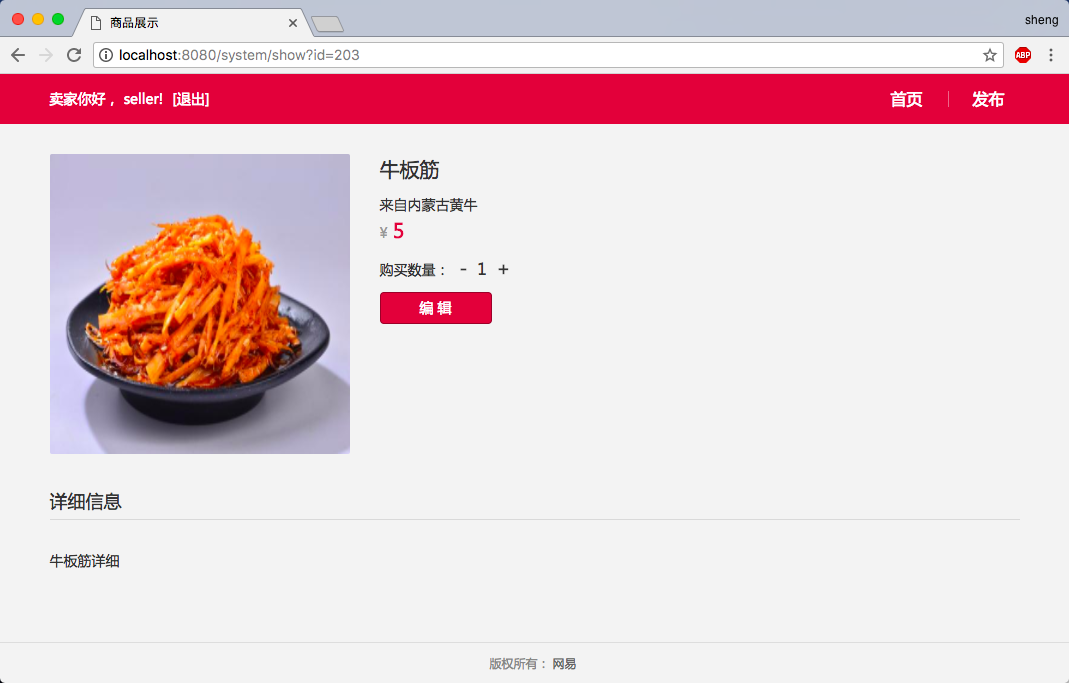 商品展示
sheng
localhost:8080/system/show?id=203
ABP
卖家你好，seller! [退出]
首页
发布
牛板筋
来自内蒙古黄牛
¥ 5
购买数量： - 1 +
编 辑
详细信息
牛板筋详细
版权所有：网易